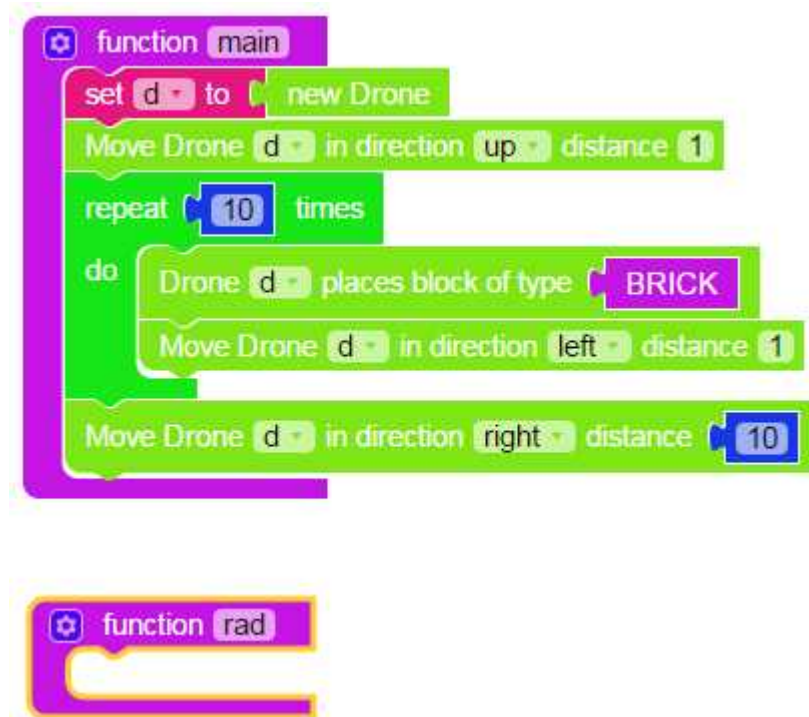 function main
set d to new Drone
Move Drone d in direction up distance 1
repeat 10 times
do
Drone d places block of type BRICK
Move Drone d in direction left distance 1
Move Drone d in direction right distance 10
function rad